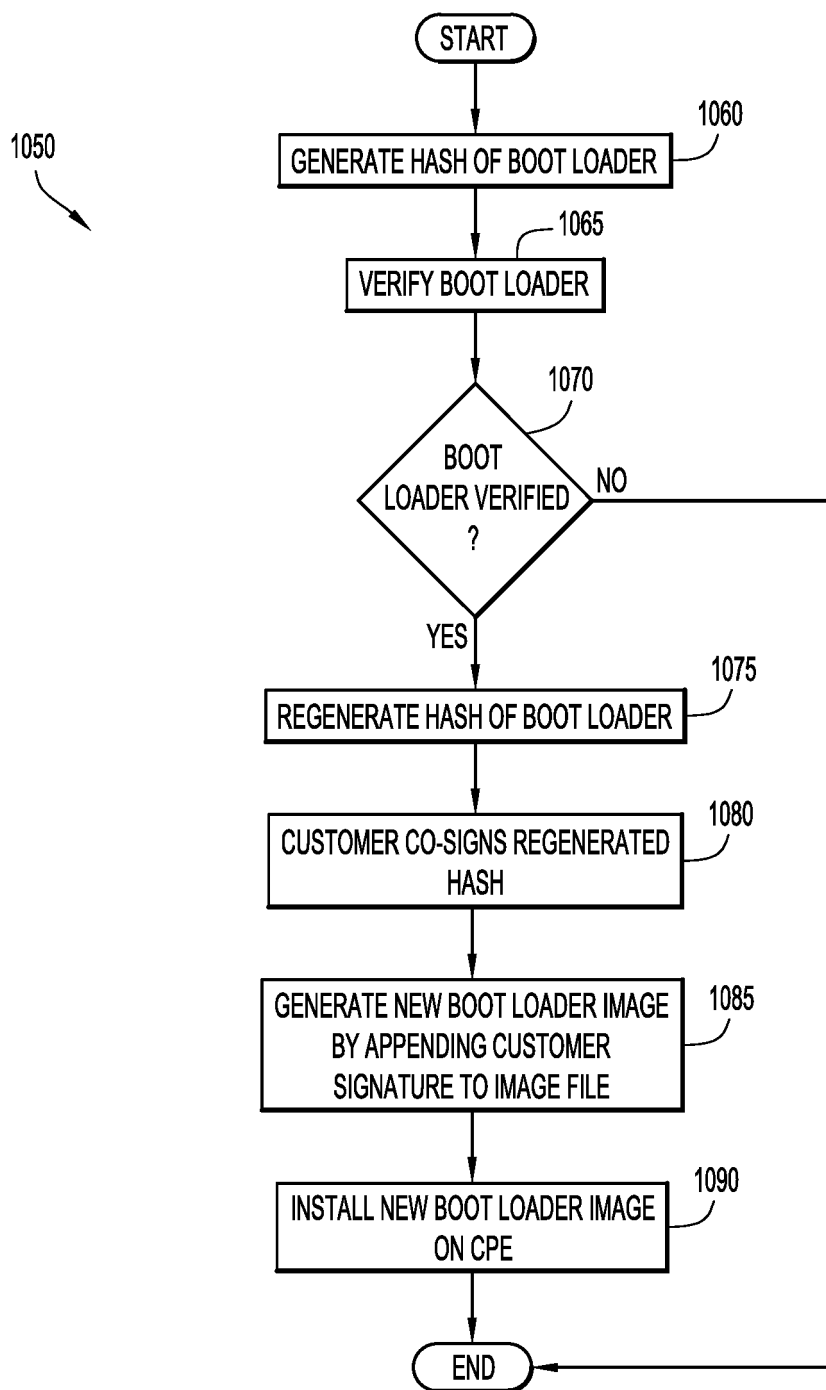 START
1050
1060
GENERATE HASH OF BOOT LOADER
1065
VERIFY BOOT LOADER
1070
BOOT
LOADER VERIFIED
?
NO
YES
1075
REGENERATE HASH OF BOOT LOADER
1080
CUSTOMER CO-SIGNS REGENERATED
HASH
1085
GENERATE NEW BOOT LOADER IMAGE
BY APPENDING CUSTOMER
SIGNATURE TO IMAGE FILE
1090
INSTALL NEW BOOT LOADER IMAGE
ON CPE
END